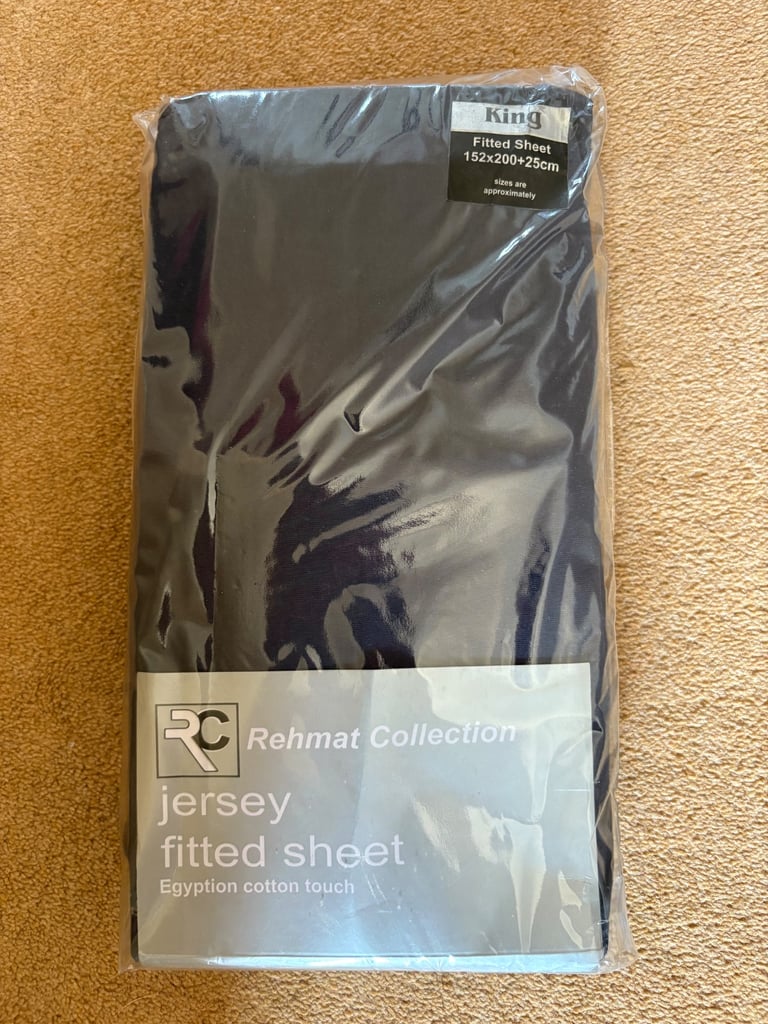 King
Fitted Sheet
152x200+25cm
sizes are
approximately
RC
Rehmat Collection
jersey
fitted sheet
Egyption cotton touch